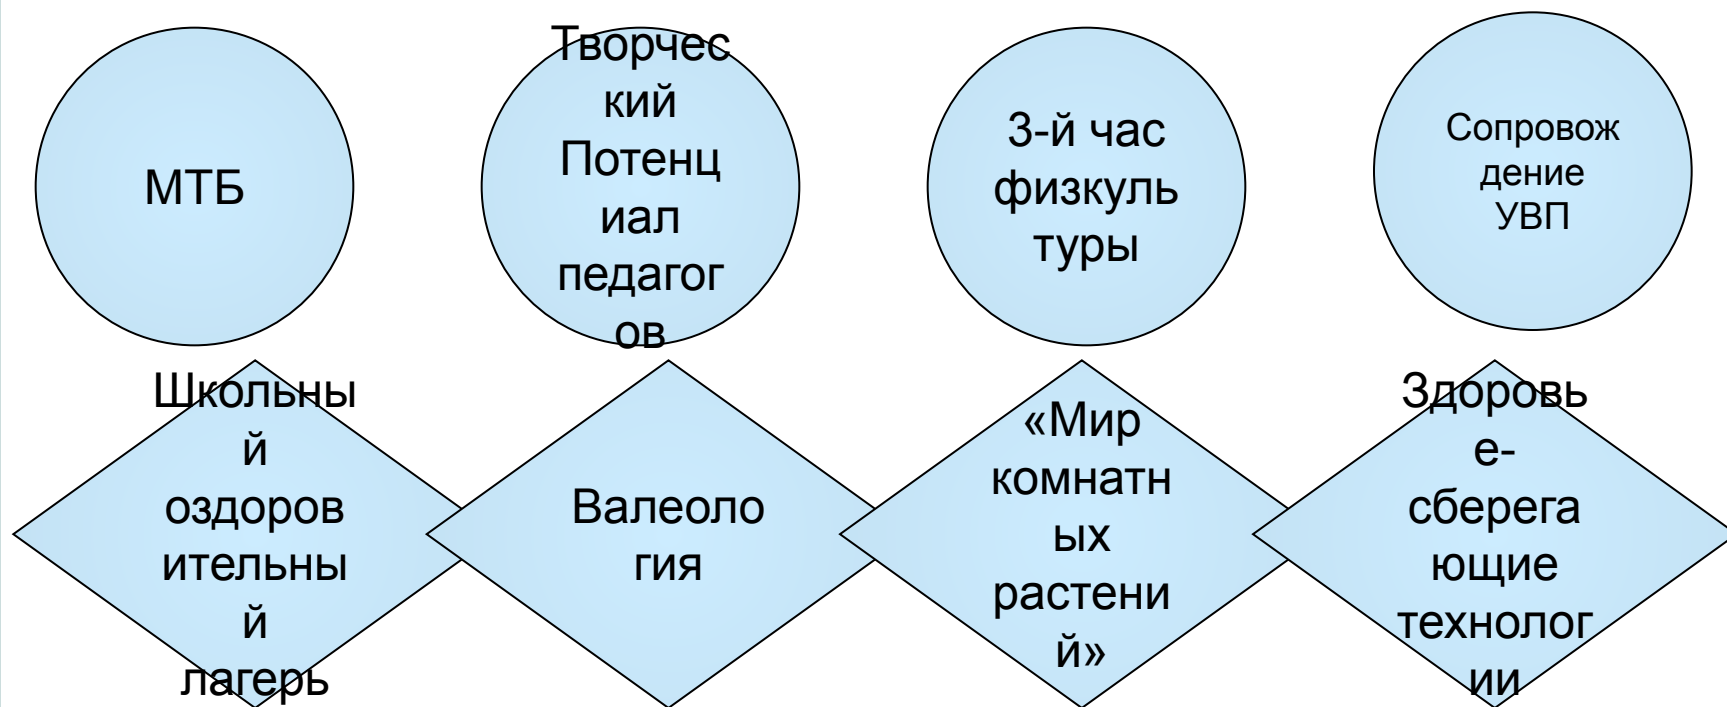 МТБ
Творчес
кий
Потенц
иал
педагог
ов
3-й час
физкуль
туры
Сопровож
дение
УВП
Школьны
й
оздоров
ительны
й
лагерь
Валеоло
гия
«Мир
комнатн
ых
растени
й»
Здоровь
е-
сберега
ющие
технолог
ии